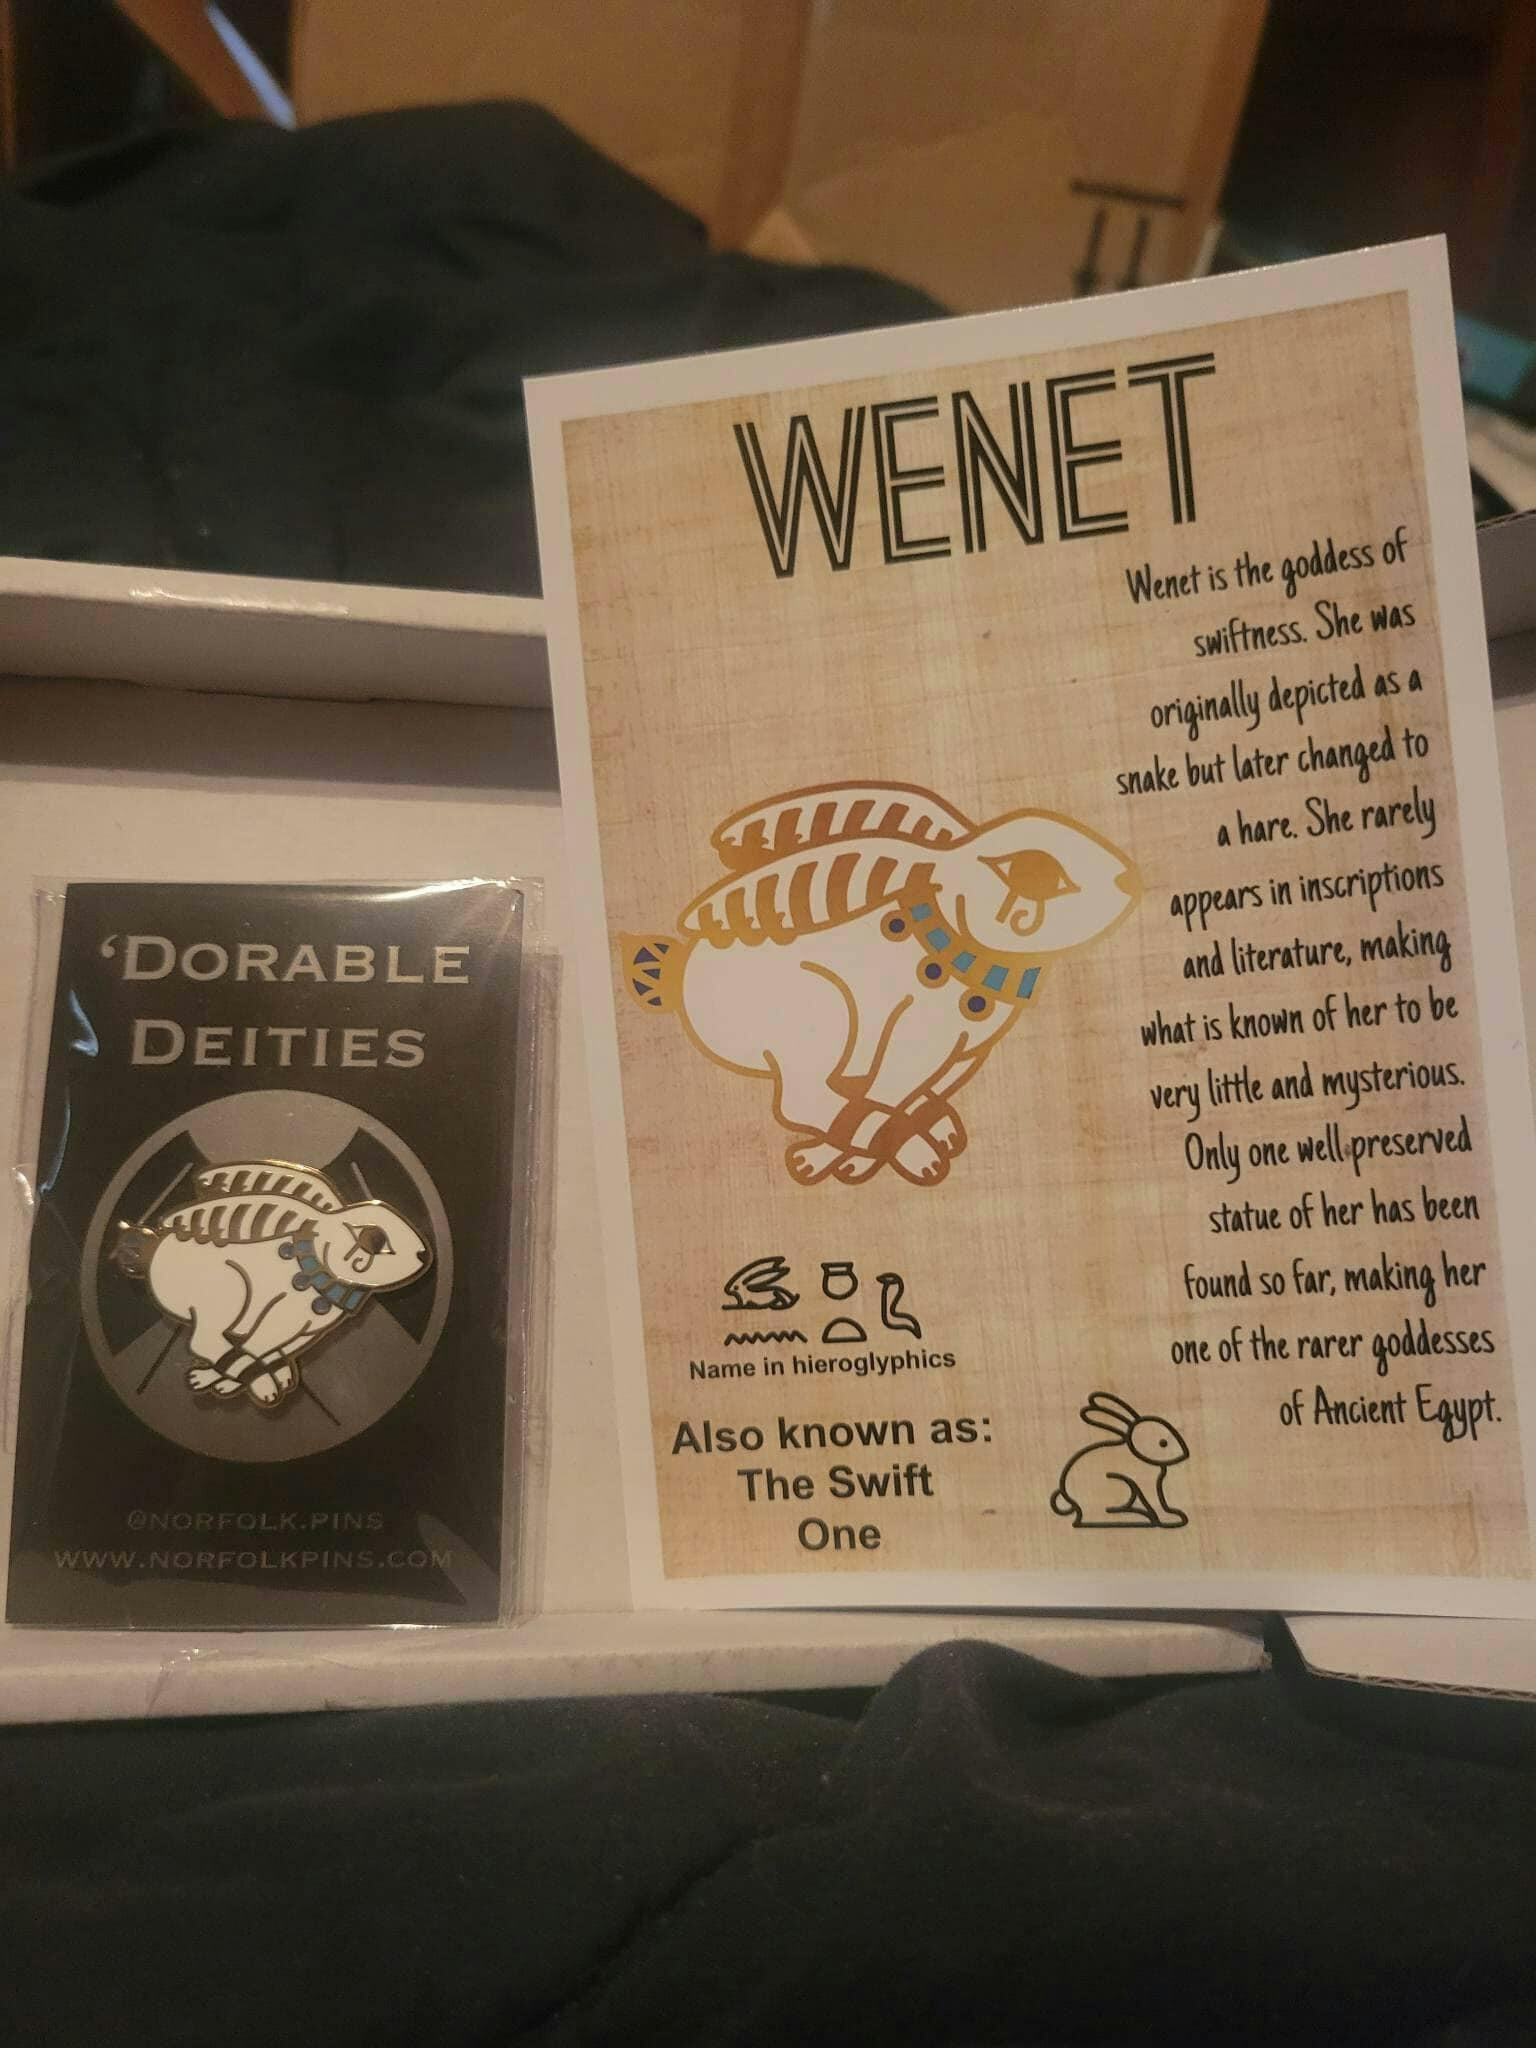 'DORABLE
DEITIES
@NORFOLK.PINS
WWW.NORFOLKPINS.COM
WENET
Wenet is the goddess of
swiftness. She was
originally depicted as a
snake but later changed to
a hare. She rarely
appears in inscriptions
and literature, making
what is known of her to be
very little and mysterious.
Only one well-preserved
statue of her has been
found so far, making her
one of the rarer goddesses
of Ancient Egypt.
Name in hieroglyphics
Also known as:
The Swift
One